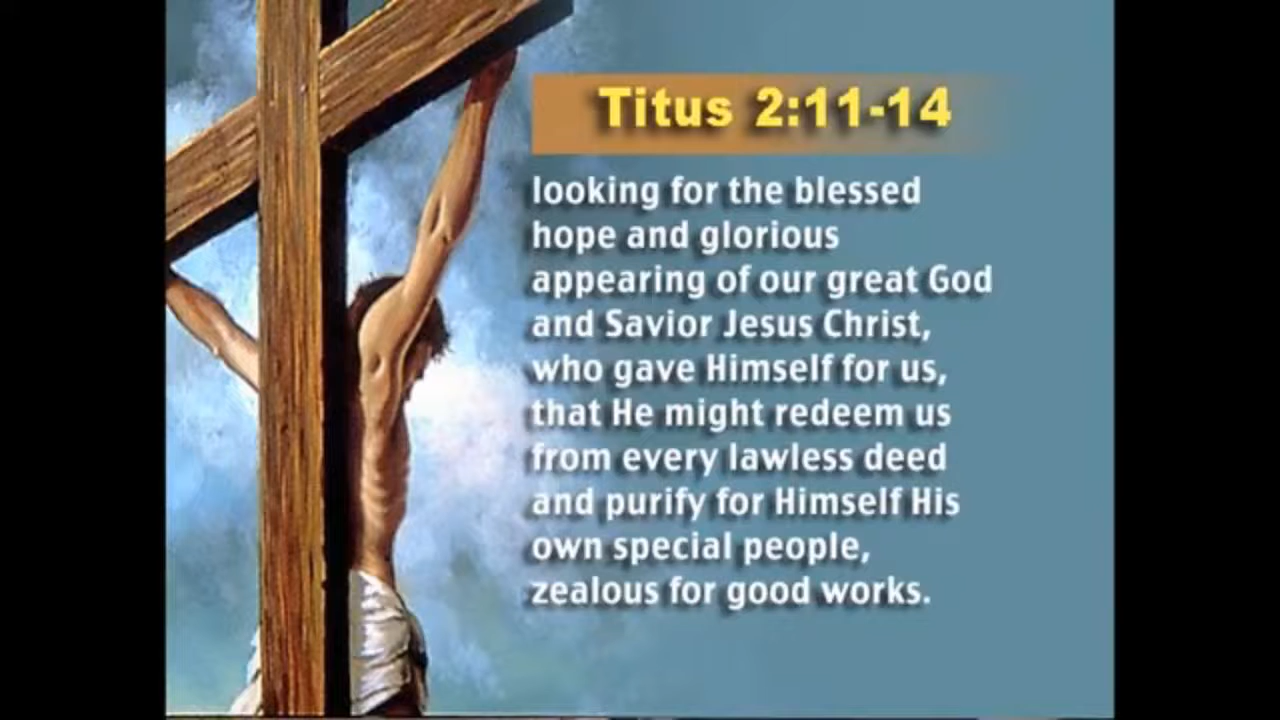 Titus 2:11-14
looking for the blessed
hope and glorious
appearing of our great God
and Savior Jesus Christ,
who gave Himself for us,
that He might redeem us
from every lawless deed
and purify for Himself His
own special people,
zealous for good works.